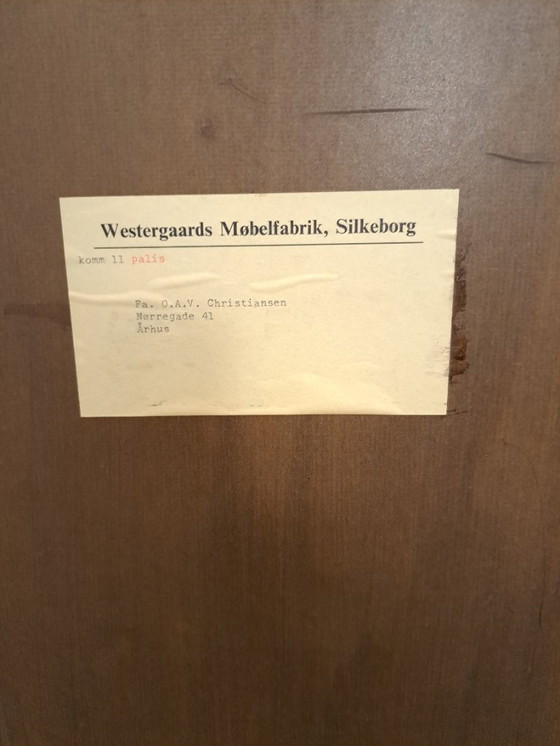 Westergaards Møbelfabrik, Silkeborg
komm 11 palis
Fa. O.A.V. Christiansen
Nørregade 41
Århus